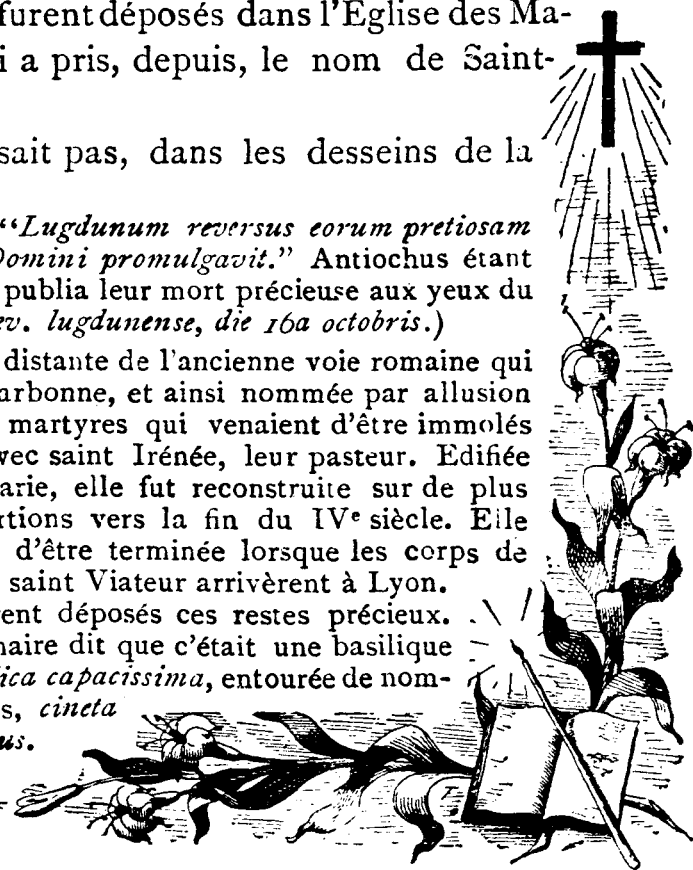 furent déposés dans l'Eglise des Ma-
i a pris, depuis, le nom de Saint-
sait pas, dans les desseins de la
“Lugdunum reversus eorum pretiosam
Domini promulgavit.” Antiochus étant
publia leur mort précieuse aux yeux du
ev. lugdunense, die 16a octobris.)
distante de l'ancienne voie romaine qui
arbonne, et ainsi nommée par allusion
martyres qui venaient d'être immolés
vec saint Irénée, leur pasteur. Edifiée
arie, elle fut reconstruite sur de plus
rtions vers la fin du IVe siècle. Elle
d'être terminée lorsque les corps de
saint Viateur arrivèrent à Lyon.
rent déposés ces restes précieux.
naire dit que c'était une basilique
ica capacissima, entourée de nom-
s, cineta
us.